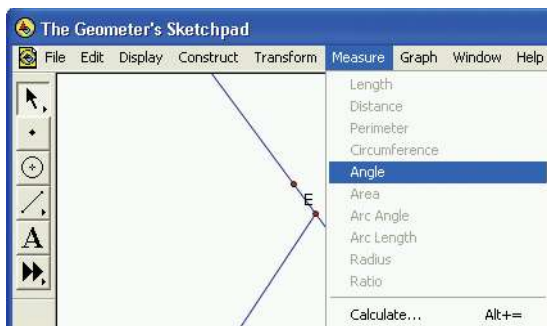 The Geometer's Sketchpad
File Edit Display Construct Transform Measure Graph Window Help
Length
Distance
Perimeter
Circumference
Angle
Area
Arc Angle
Arc Length
Radius
Ratio
Calculate... Alt+=
E
A